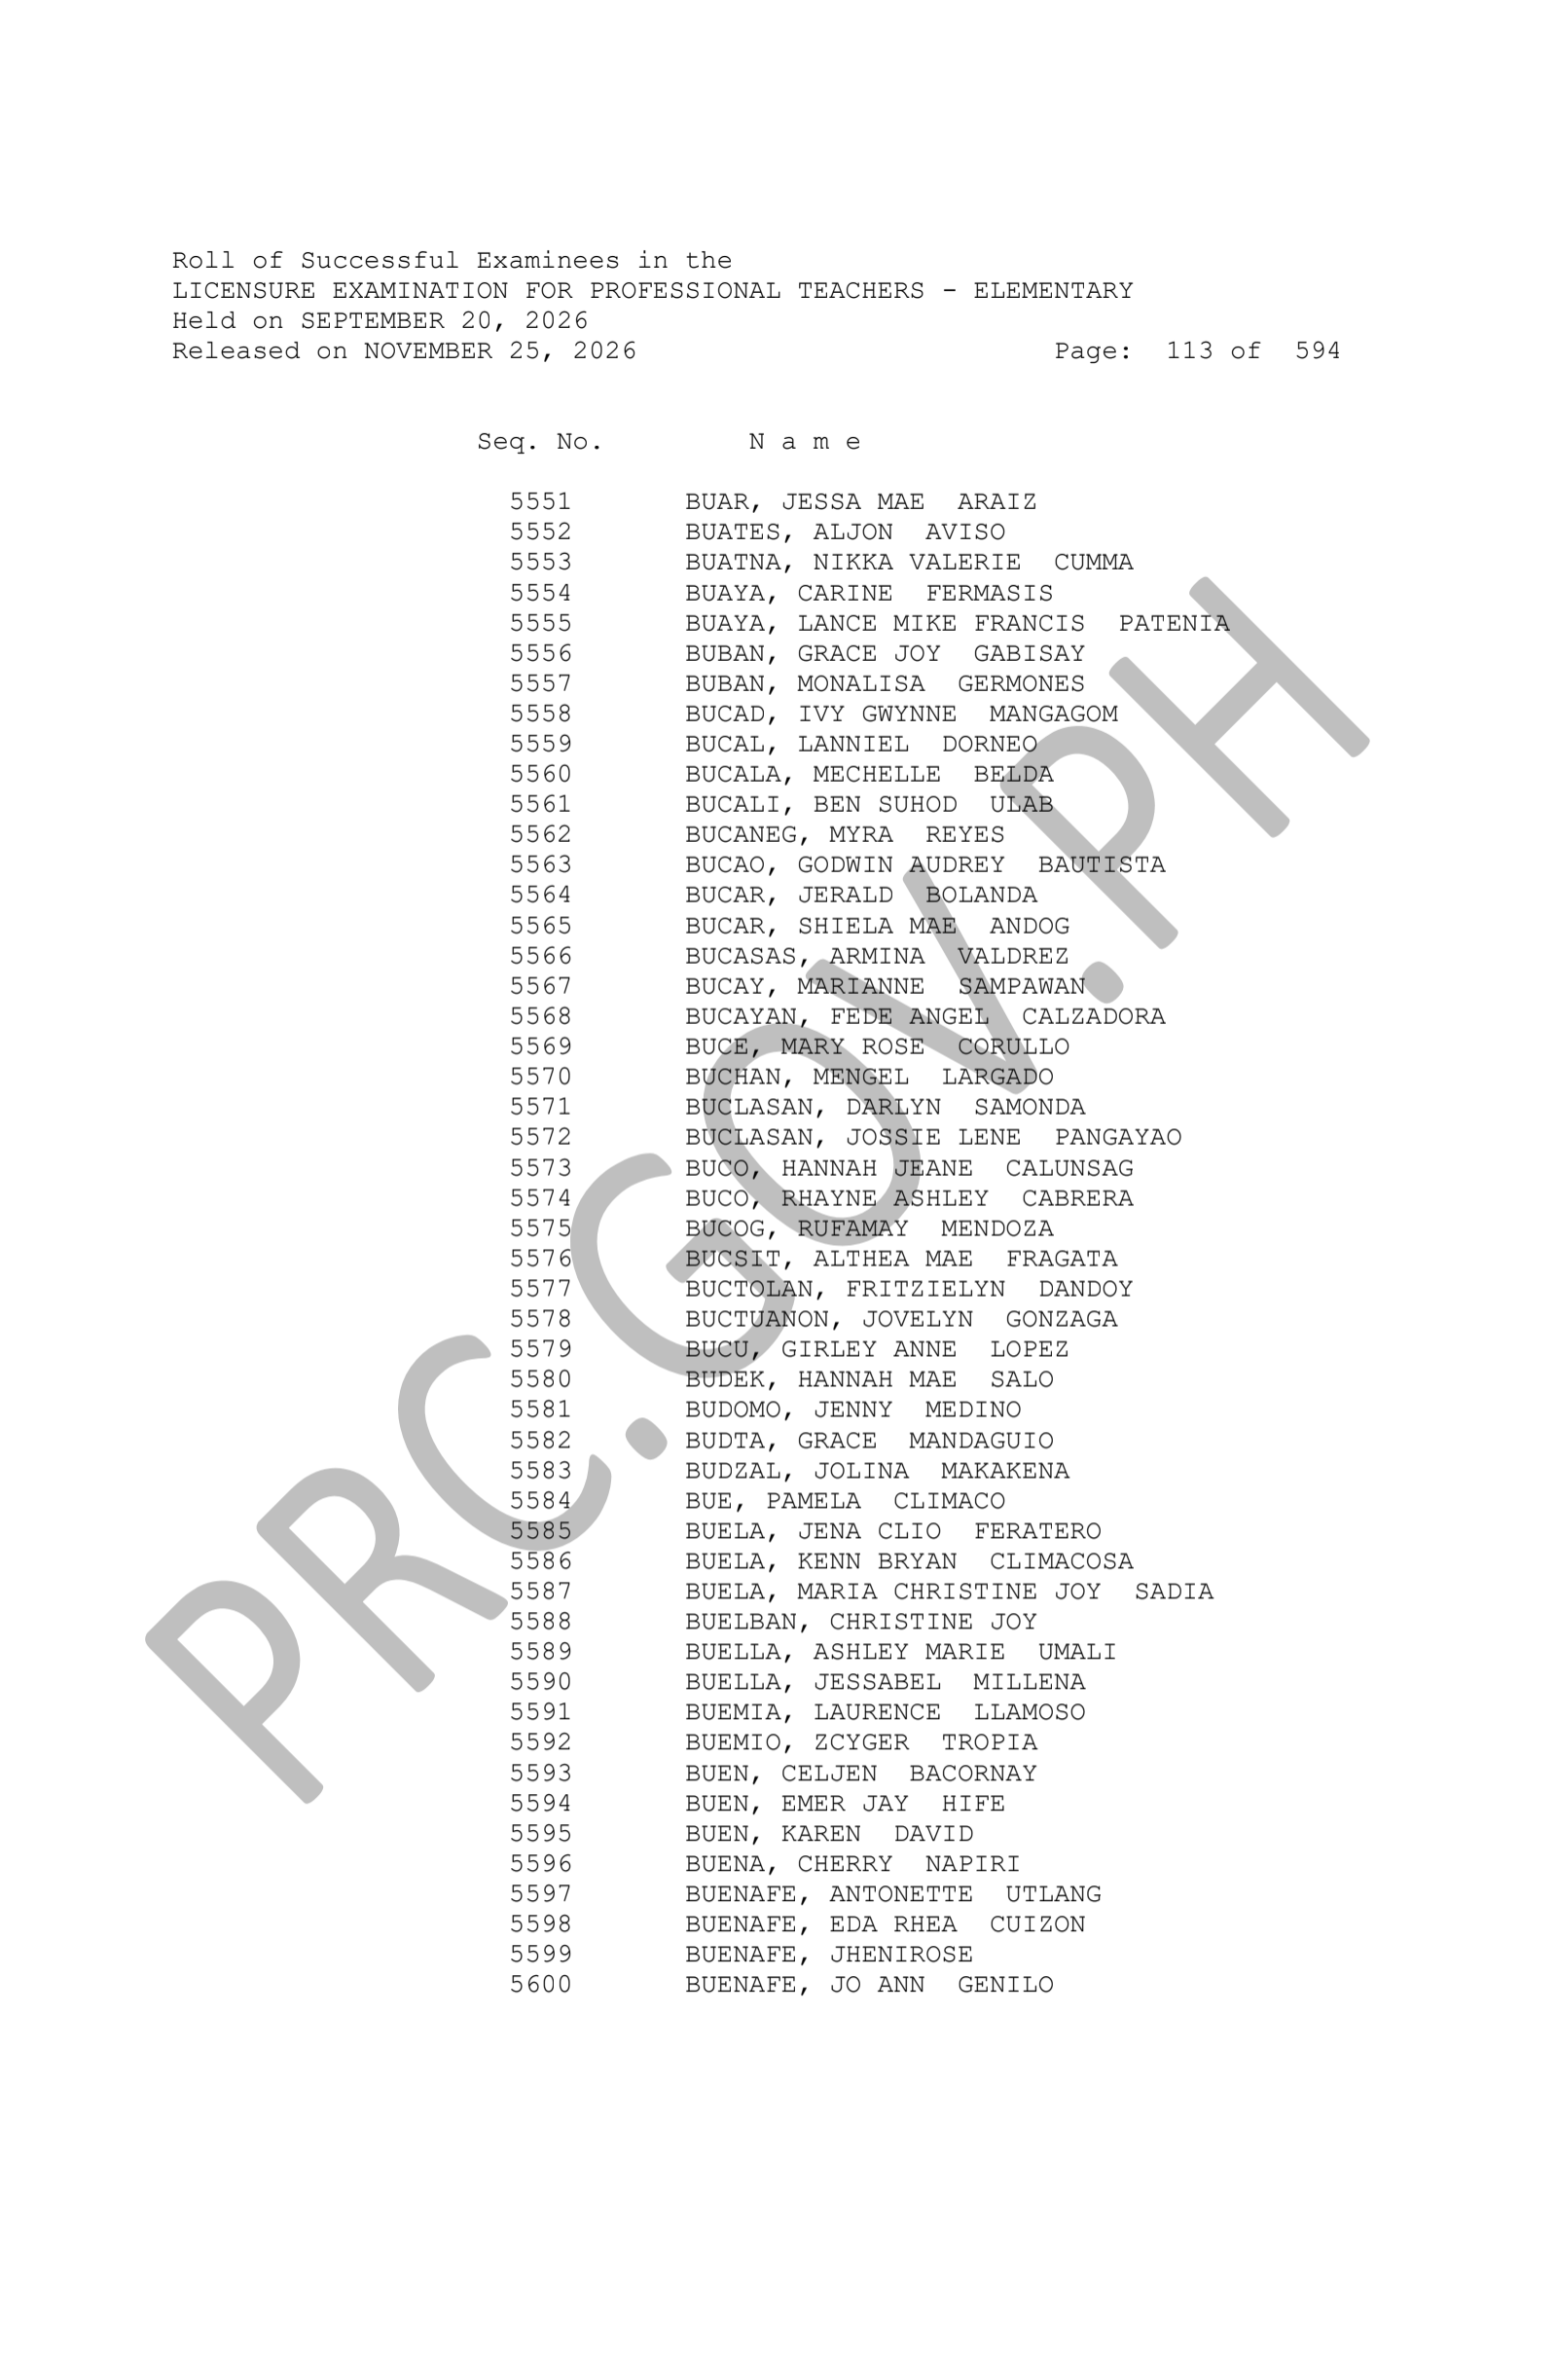 Roll of Successful Examinees in the
LICENSURE EXAMINATION FOR PROFESSIONAL TEACHERS - ELEMENTARY
Held on SEPTEMBER 20, 2026
Released on NOVEMBER 25, 2026 Page: 113 of 594
Seq. No. N a m e
5551 BUAR, JESSA MAE ARAIZ
5552 BUATES, ALJON AVISO
5553 BUATNA, NIKKA VALERIE CUMMA
5554 BUAYA, CARINE FERMASIS
5555 BUAYA, LANCE MIKE FRANCIS PATENIA
5556 BUBAN, GRACE JOY GABISAY
5557 BUBAN, MONALISA GERMONES
5558 BUCAD, IVY GWYNNE MANGAGOM
5559 BUCAL, LANNIEL DORNEO
5560 BUCALA, MECHELLE BELDA
5561 BUCALI, BEN SUHOD ULAB
5562 BUCANEG, MYRA REYES
5563 BUCAO, GODWIN AUDREY BAUTISTA
5564 BUCAR, JERALD BOLANDA
5565 BUCAR, SHIELA MAE ANDOG
5566 BUCASAS, ARMINA VALDREZ
5567 BUCAY, MARIANNE SAMPAWAN
5568 BUCAYAN, FEDE ANGEL CALZADORA
5569 BUCE, MARY ROSE CORULLO
5570 BUCHAN, MENGEL LARGADO
5571 BUCLASAN, DARLYN SAMONDA
5572 BUCLASAN, JOSSIE LENE PANGAYAO
5573 BUCO, HANNAH JEANE CALUNSAG
5574 BUCO, RHAYNE ASHLEY CABRERA
5575 BUCOG, RUFAMAY MENDOZA
5576 BUCSIT, ALTHEA MAE FRAGATA
5577 BUCTOLAN, FRITZIELYN DANDOY
5578 BUCTUANON, JOVELYN GONZAGA
5579 BUCU, GIRLEY ANNE LOPEZ
5580 BUDEK, HANNAH MAE SALO
5581 BUDOMO, JENNY MEDINO
5582 BUDTA, GRACE MANDAGUIO
5583 BUDZAL, JOLINA MAKAKENA
5584 BUE, PAMELA CLIMACO
5585 BUELA, JENA CLIO FERATERO
5586 BUELA, KENN BRYAN CLIMACOSA
5587 BUELA, MARIA CHRISTINE JOY SADIA
5588 BUELBAN, CHRISTINE JOY
5589 BUELLA, ASHLEY MARIE UMALI
5590 BUELLA, JESSABEL MILLENA
5591 BUEMIA, LAURENCE LLAMOSO
5592 BUEMIO, ZCYGER TROPIA
5593 BUEN, CELJEN BACORNAY
5594 BUEN, EMER JAY HIFE
5595 BUEN, KAREN DAVID
5596 BUENA, CHERRY NAPIRI
5597 BUENAFE, ANTONETTE UTLANG
5598 BUENAFE, EDA RHEA CUIZON
5599 BUENAFE, JHENIROSE
5600 BUENAFE, JO ANN GENILO
PRC.GOV.PH